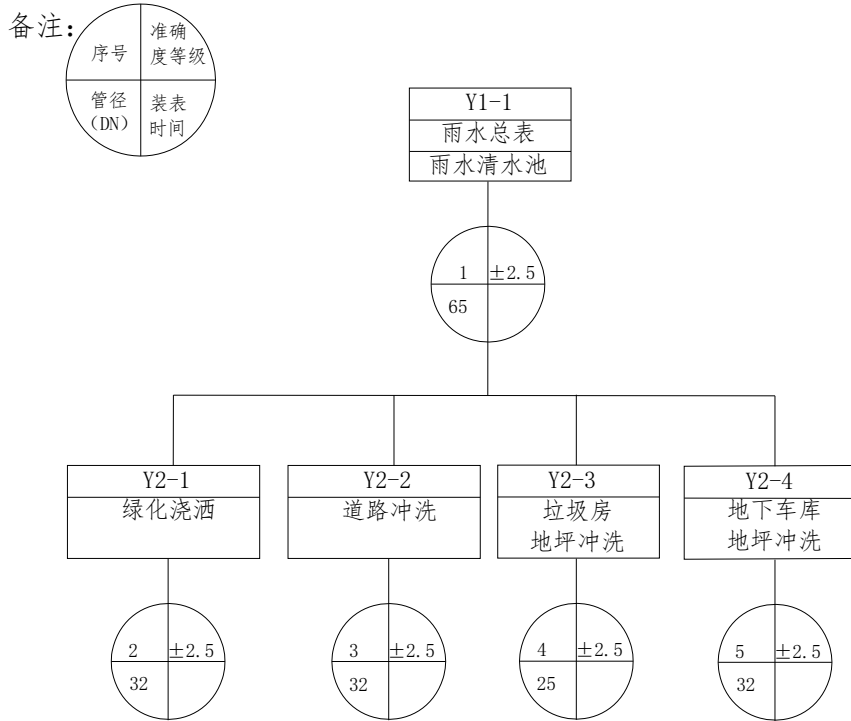 备注：
序号
准确
度等级
管径
（DN）
装表
时间
Y1-1
雨水总表
雨水清水池
1
±2.5
65
Y2-1
绿化浇洒
Y2-2
道路冲洗
Y2-3
垃圾房
地坪冲洗
Y2-4
地下车库
地坪冲洗
2
±2.5
32
3
±2.5
32
4
±2.5
25
5
±2.5
32